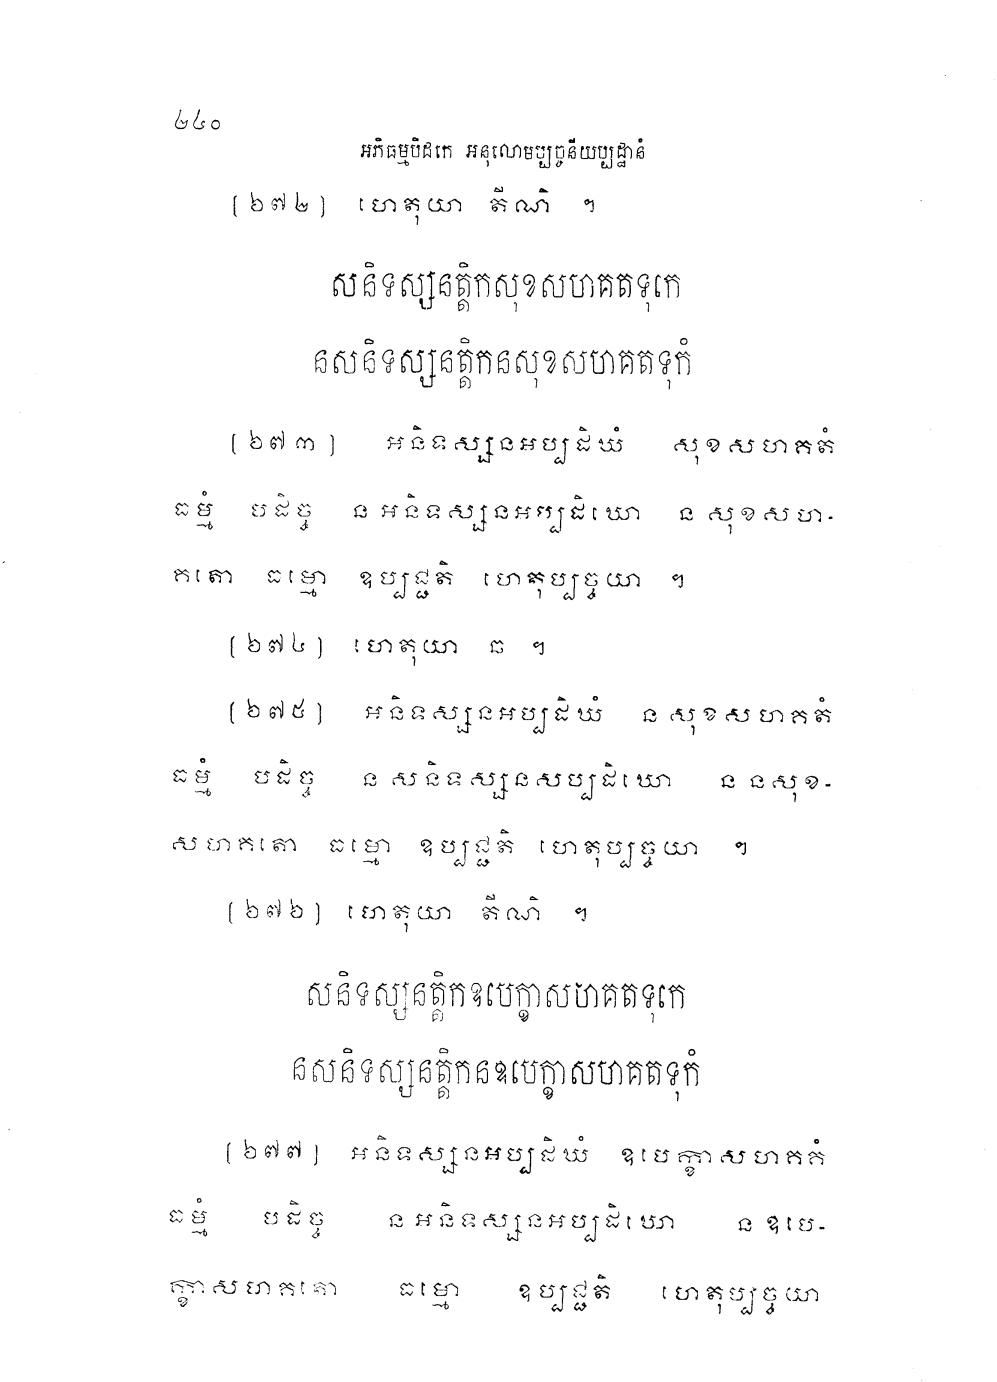 ២៤០
អភិធម្មបិដកេ អនុលោមប្បច្ចនីយប្បដ្ឋានំ
(២៧២) ហេតុយា តីណិ ។
សនិទស្សនត្តិកសុខសហគតទុកេ
នសនិទស្សនត្តិកនសុខសហគតទុកំ
(២៧៣) អនិទស្សនអប្បដិឃំ សុខសហគតំ
ធម្មំ បដិច្ច ន អនិទស្សនអប្បដិឃោ ន សុខសហ-
គតោ ធម្មោ ឧប្បជ្ជតិ ហេតុប្បច្ចយា ។
(២៧៤) ហេតុយា ឆ ។
(២៧៥) អនិទស្សនអប្បដិឃំ ន សុខសហគតំ
ធម្មំ បដិច្ច ន សនិទស្សនសប្បដិឃោ ន នសុខ-
សហគតោ ធម្មោ ឧប្បជ្ជតិ ហេតុប្បច្ចយា ។
(២៧៦) ហេតុយា តីណិ ។
សនិទស្សនត្តិកឧបេក្ខាសហគតទុកេ
នសនិទស្សនត្តិកនឧបេក្ខាសហគតទុកំ
(២៧៧) អនិទស្សនអប្បដិឃំ ឧបេក្ខាសហគតំ
ធម្មំ បដិច្ច ន អនិទស្សនអប្បដិឃោ ន ឧបេ-
ក្ខាសហគតោ ធម្មោ ឧប្បជ្ជតិ ហេតុប្បច្ចយា